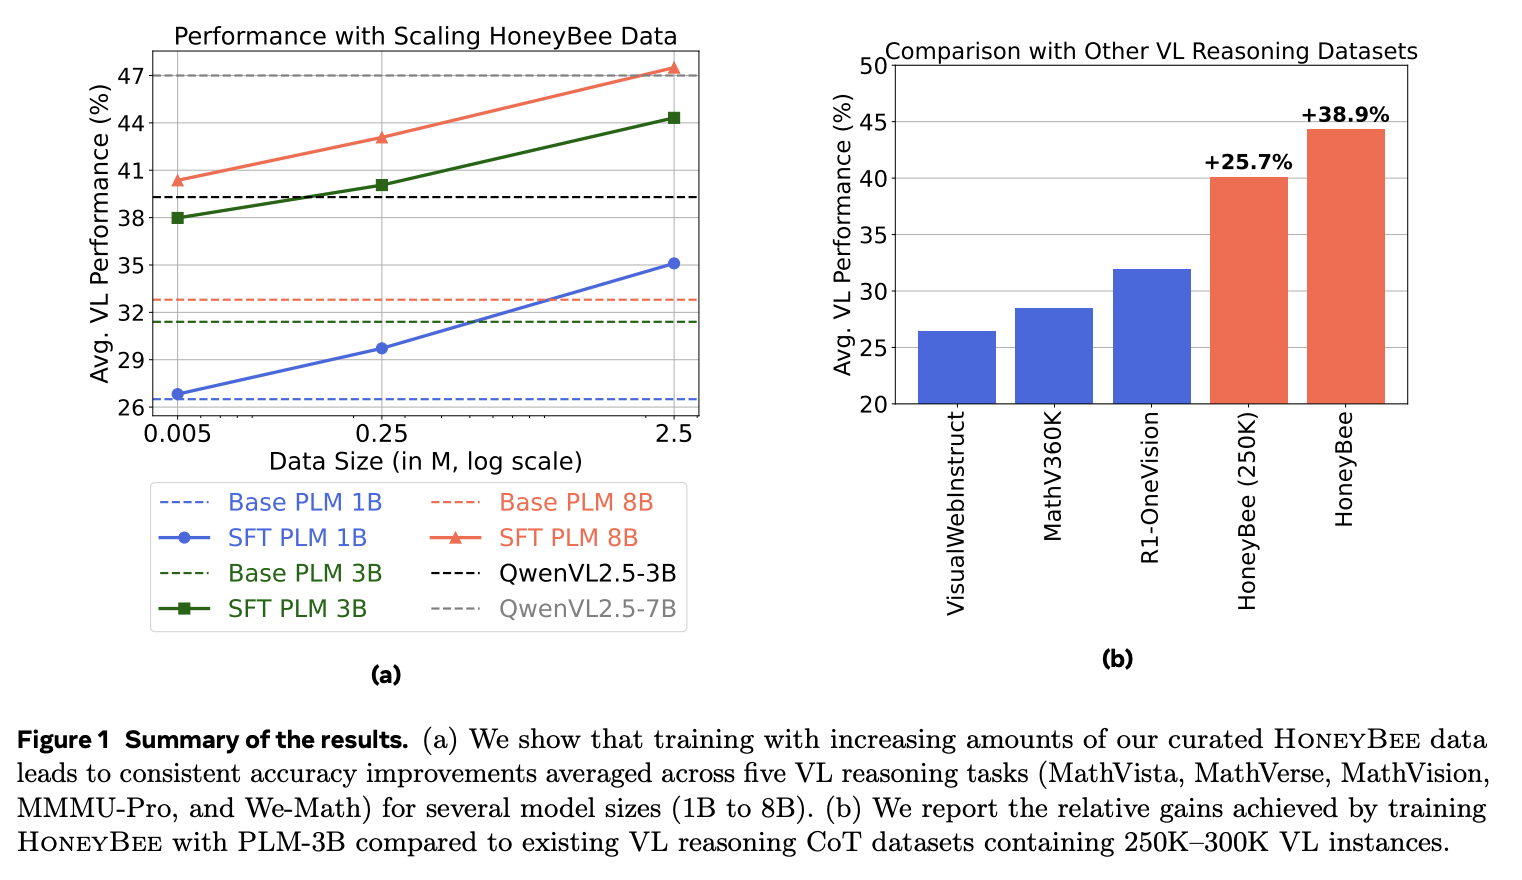 Performance with Scaling HoneyBee Data
Avg. VL Performance (%)
47
44
41
38
35
32
29
26
0.005 0.25 2.5
Data Size (in M, log scale)
Base PLM 1B
SFT PLM 1B
Base PLM 3B
SFT PLM 3B
Base PLM 8B
SFT PLM 8B
QwenVL2.5-3B
QwenVL2.5-7B
(a)
Comparison with Other VL Reasoning Datasets
Avg. VL Performance (%)
50
45
40
35
30
25
20
+25.7%
+38.9%
VisualWebInstruct
MathV360K
R1-OneVision
HoneyBee (250K)
HoneyBee
(b)
Figure 1 Summary of the results. (a) We show that training with increasing amounts of our curated HONEYBEE data
leads to consistent accuracy improvements averaged across five VL reasoning tasks (MathVista, MathVerse, MathVision,
MMMU-Pro, and We-Math) for several model sizes (1B to 8B). (b) We report the relative gains achieved by training
HONEYBEE with PLM-3B compared to existing VL reasoning CoT datasets containing 250K–300K VL instances.